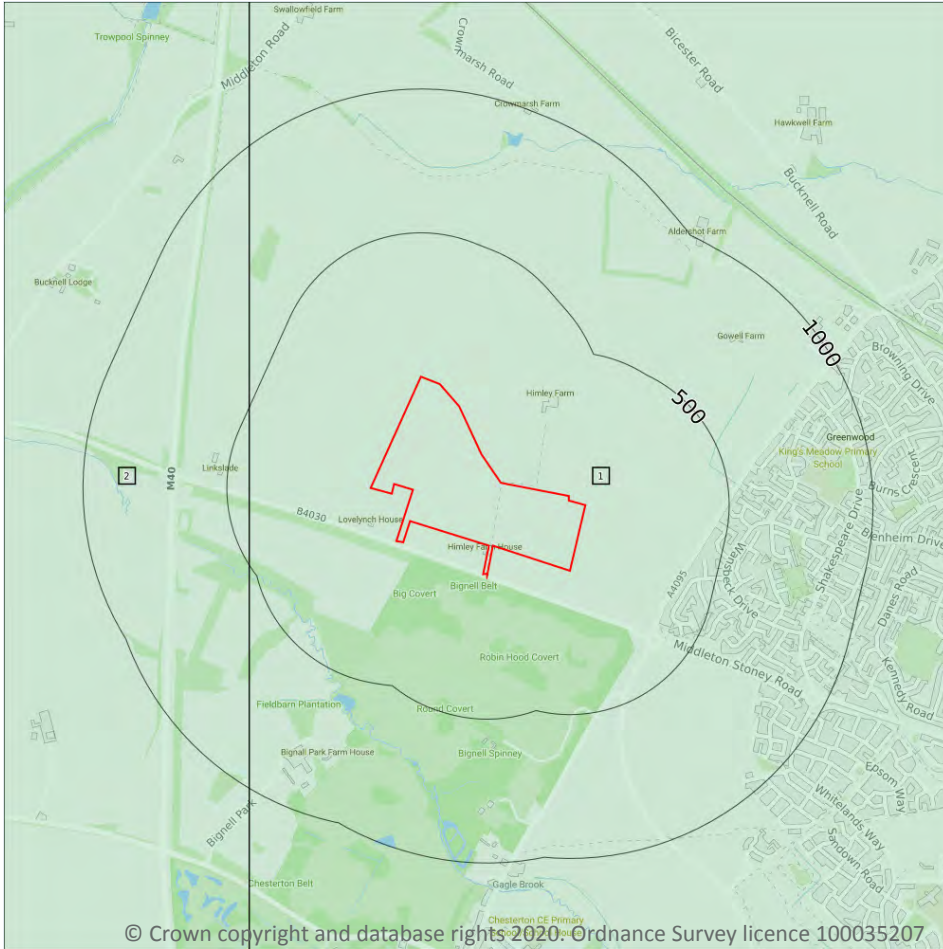 Swallowfield Farm
Trowpool Spinney
Middleton Road
Crowmarsh Road
Bicester Road
Crowmarsh Farm
Hawkwell Farm
Bucknell Road
Aldershot Farm
Bucknell Lodge
Gowell Farm
1000
Browning Drive
500
Himley Farm
Greenwood
King's Meadow Primary
School
2
Linkslade
M40
1
Burns Crescent
B4030
Lovelynch House
Shakespeare Drive
Blenheim Drive
Himley Farm House
Wansbeck Drive
Bignell Belt
A4095
Danes Road
Big Covert
Middleton Stoney Road
Robin Hood Covert
Kennedy Road
Fieldbarn Plantation
Round Covert
Bignell Spinney
Bignall Park Farm House
Epsom Way
Bignell Park
Whitelands Way
Sandown Road
Chesterton Belt
Gagle Brook
Chesterton CE Primary
© Crown copyright and database rights 2020. Ordnance Survey licence 100035207